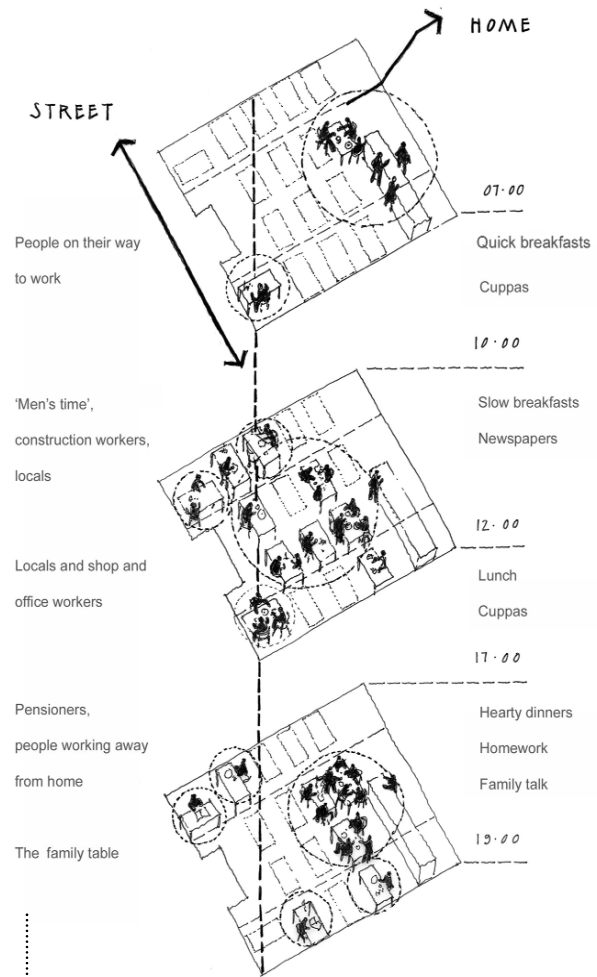 HOME
STREET
07.00
People on their way
to work
Quick breakfasts
Cuppas
10.00
'Men's time',
construction workers,
locals
Slow breakfasts
Newspapers
12.00
Locals and shop and
office workers
Lunch
Cuppas
17.00
Pensioners,
people working away
from home
Hearty dinners
Homework
Family talk
19.00
The family table